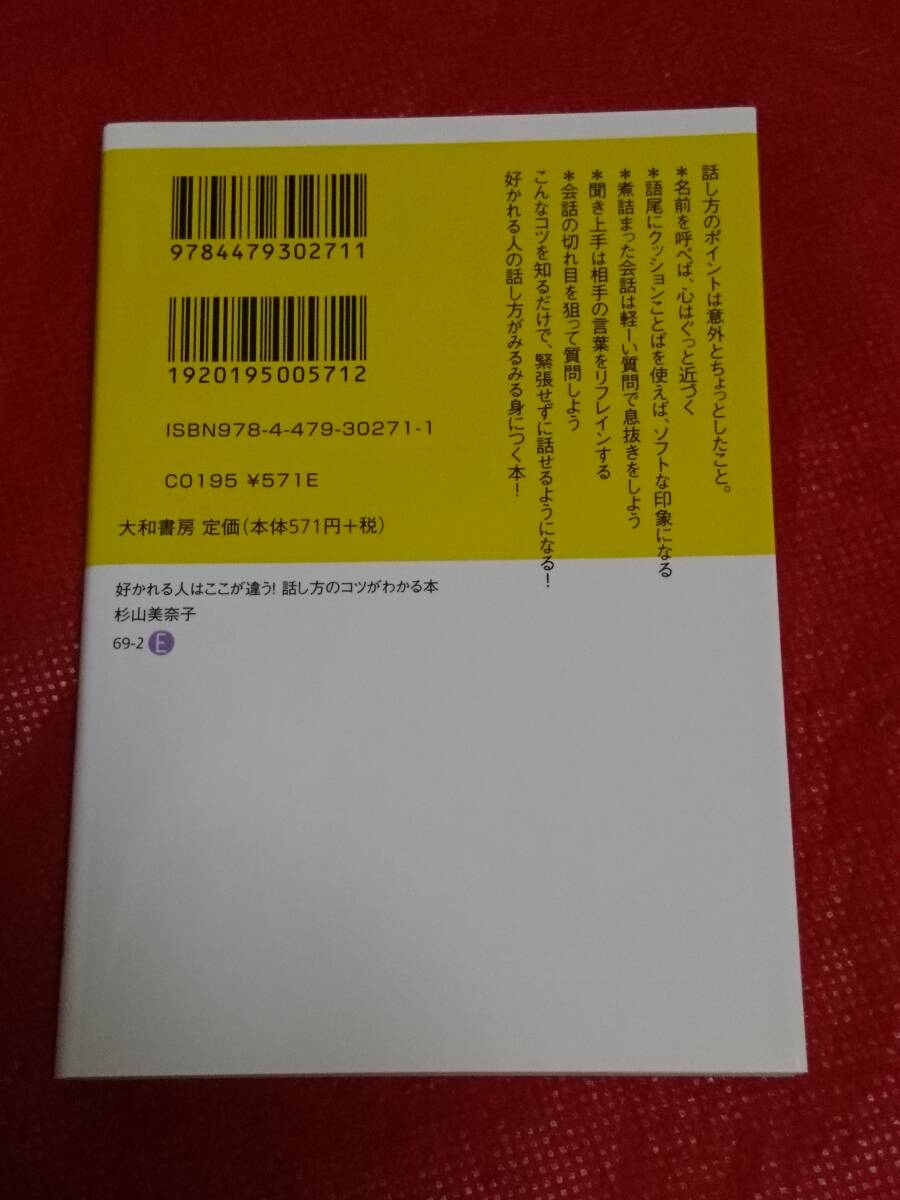 話し方のポイントは意外とちょっとしたこと。
＊名前を呼べば、心はぐっと近づく
＊語尾にクッションことばを使えば、ソフトな印象になる
＊煮詰まった会話は軽ーい質問で息抜きをしよう
＊聞き上手は相手の言葉をリフレインする
＊会話の切れ目を狙って質問しよう
こんなコツを知るだけで、緊張せずに話せるようになる！
好かれる人の話し方がみるみる身につく本！
9784479302711
1920195005712
ISBN978-4-479-30271-1
C0195 ¥571E
大和書房 定価（本体571円＋税）
好かれる人はここが違う！ 話し方のコツがわかる本
杉山美奈子
69-2 E